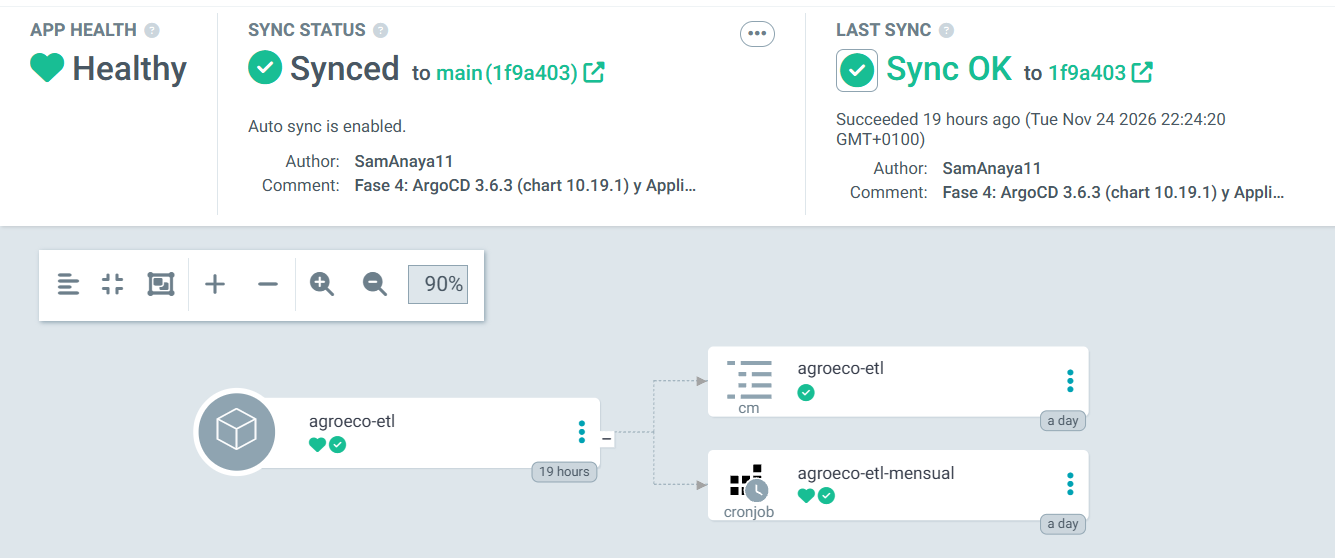 APP HEALTH ?
Healthy
SYNC STATUS ?
Synced to main (1f9a403)
Auto sync is enabled.
Author: SamAnaya11
Comment: Fase 4: ArgoCD 3.6.3 (chart 10.19.1) y Appli...
LAST SYNC ?
Sync OK to 1f9a403
Succeeded 19 hours ago (Tue Nov 24 2026 22:24:20
GMT+0100)
Author: SamAnaya11
Comment: Fase 4: ArgoCD 3.6.3 (chart 10.19.1) y Appli...
90%
agroeco-etl
19 hours
cm
agroeco-etl
a day
cronjob
agroeco-etl-mensual
a day